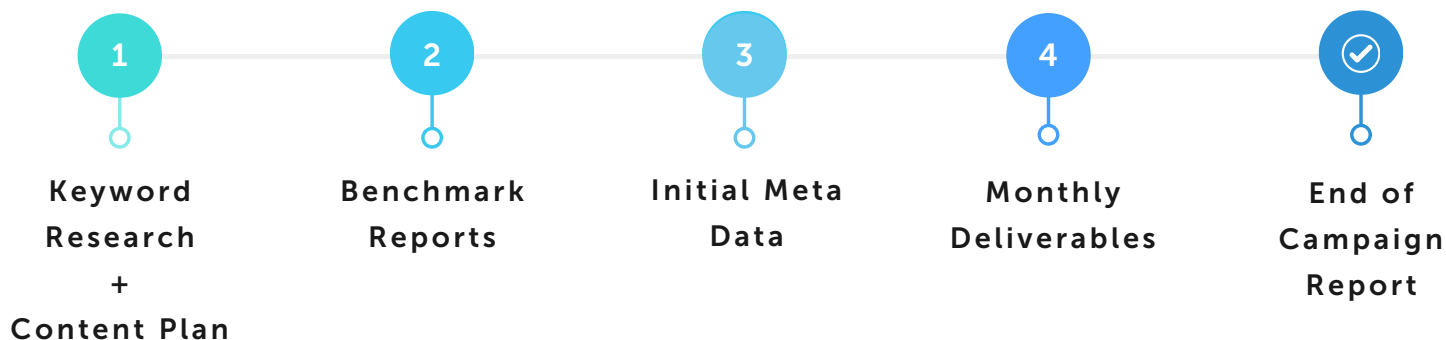 1
2
3
4
Keyword
Research
+
Content Plan
Benchmark
Reports
Initial Meta
Data
Monthly
Deliverables
End of
Campaign
Report